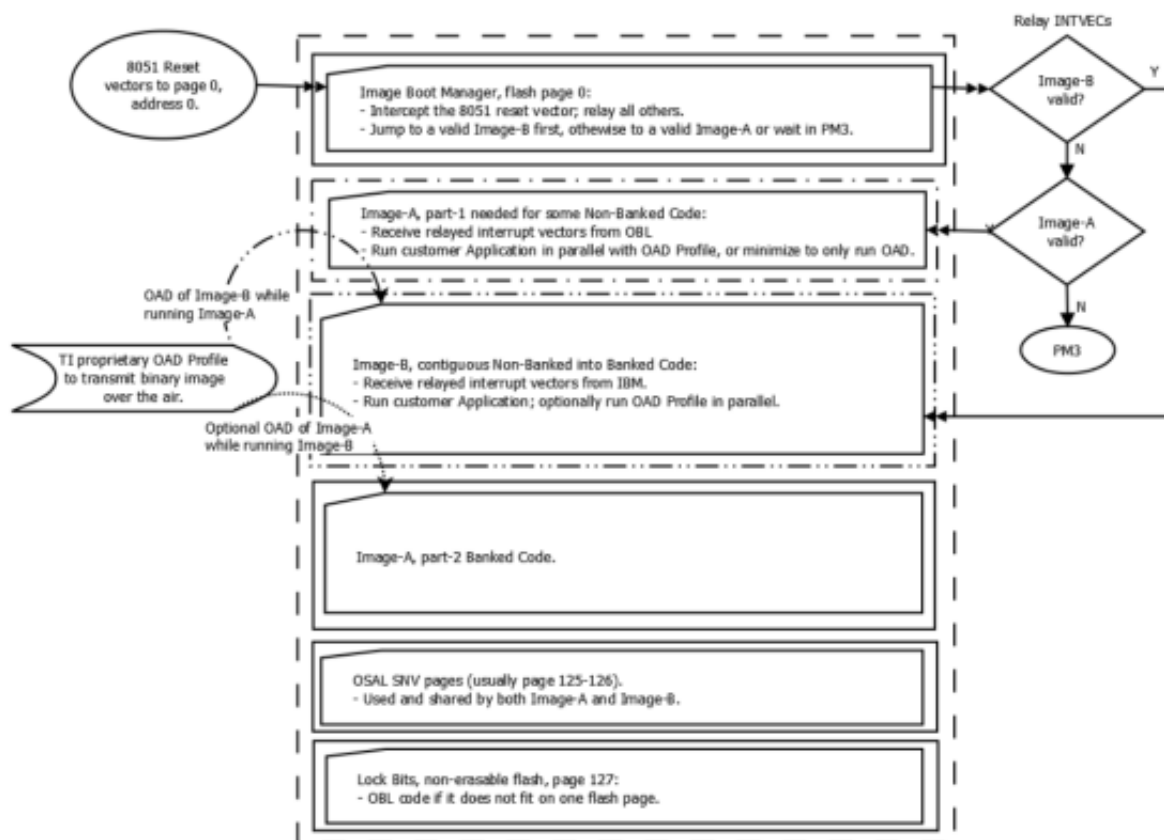 Relay INTVECs
8051 Reset
vectors to page 0,
address 0.
Image Boot Manager, flash page 0:
- Intercept the 8051 reset vector; relay all others.
- Jump to a valid Image-B first, othewise to a valid Image-A or wait in PM3.
Image-B
valid?
Y
N
Image-A, part-1 needed for some Non-Banked Code:
- Receive relayed interrupt vectors from OBL
- Run customer Application in parallel with OAD Profile, or minimize to only run OAD.
Y
Image-A
valid?
N
PM3
OAD of Image-B while
running Image-A
TI proprietary OAD Profile
to transmit binary image
over the air.
Image-B, contiguous Non-Banked into Banked Code:
- Receive relayed interrupt vectors from IBM.
- Run customer Application; optionally run OAD Profile in parallel.
Optional OAD of Image-A
while running Image-B
Image-A, part-2 Banked Code.
OSAL SNV pages (usually page 125-126).
- Used and shared by both Image-A and Image-B.
Lock Bits, non-erasable flash, page 127:
- OBL code if it does not fit on one flash page.